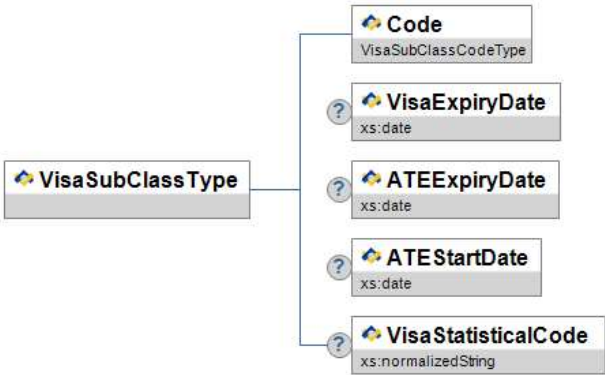 Code
VisaSubClassCodeType
?
VisaExpiryDate
xs:date
VisaSubClassType
?
ATEExpiryDate
xs:date
?
ATEStartDate
xs:date
?
VisaStatisticalCode
xs:normalizedString